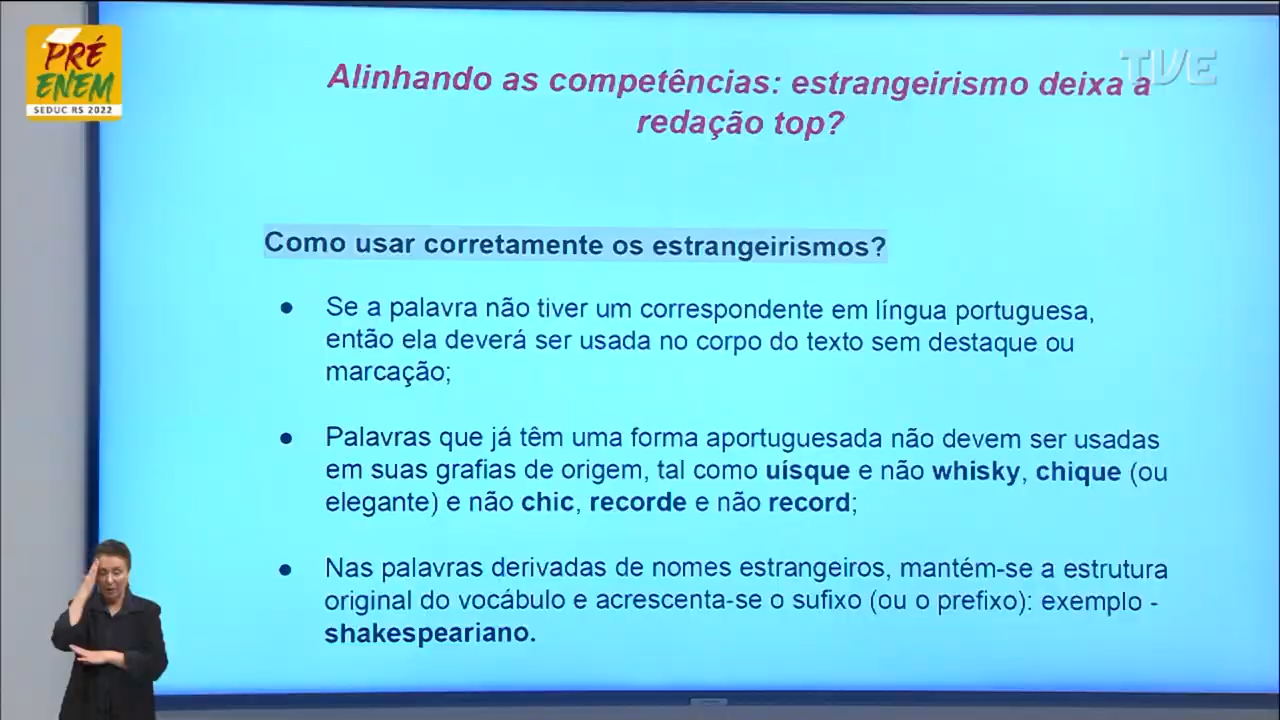 PRÉ
ENEM
SEDUC RS 2022
TVE
Alinhando as competências: estrangeirismo deixa a
redação top?
Como usar corretamente os estrangeirismos?
● Se a palavra não tiver um correspondente em língua portuguesa,
então ela deverá ser usada no corpo do texto sem destaque ou
marcação;
● Palavras que já têm uma forma aportuguesada não devem ser usadas
em suas grafias de origem, tal como uísque e não whisky, chique (ou
elegante) e não chic, recorde e não record;
● Nas palavras derivadas de nomes estrangeiros, mantém-se a estrutura
original do vocábulo e acrescenta-se o sufixo (ou o prefixo): exemplo -
shakespeariano.